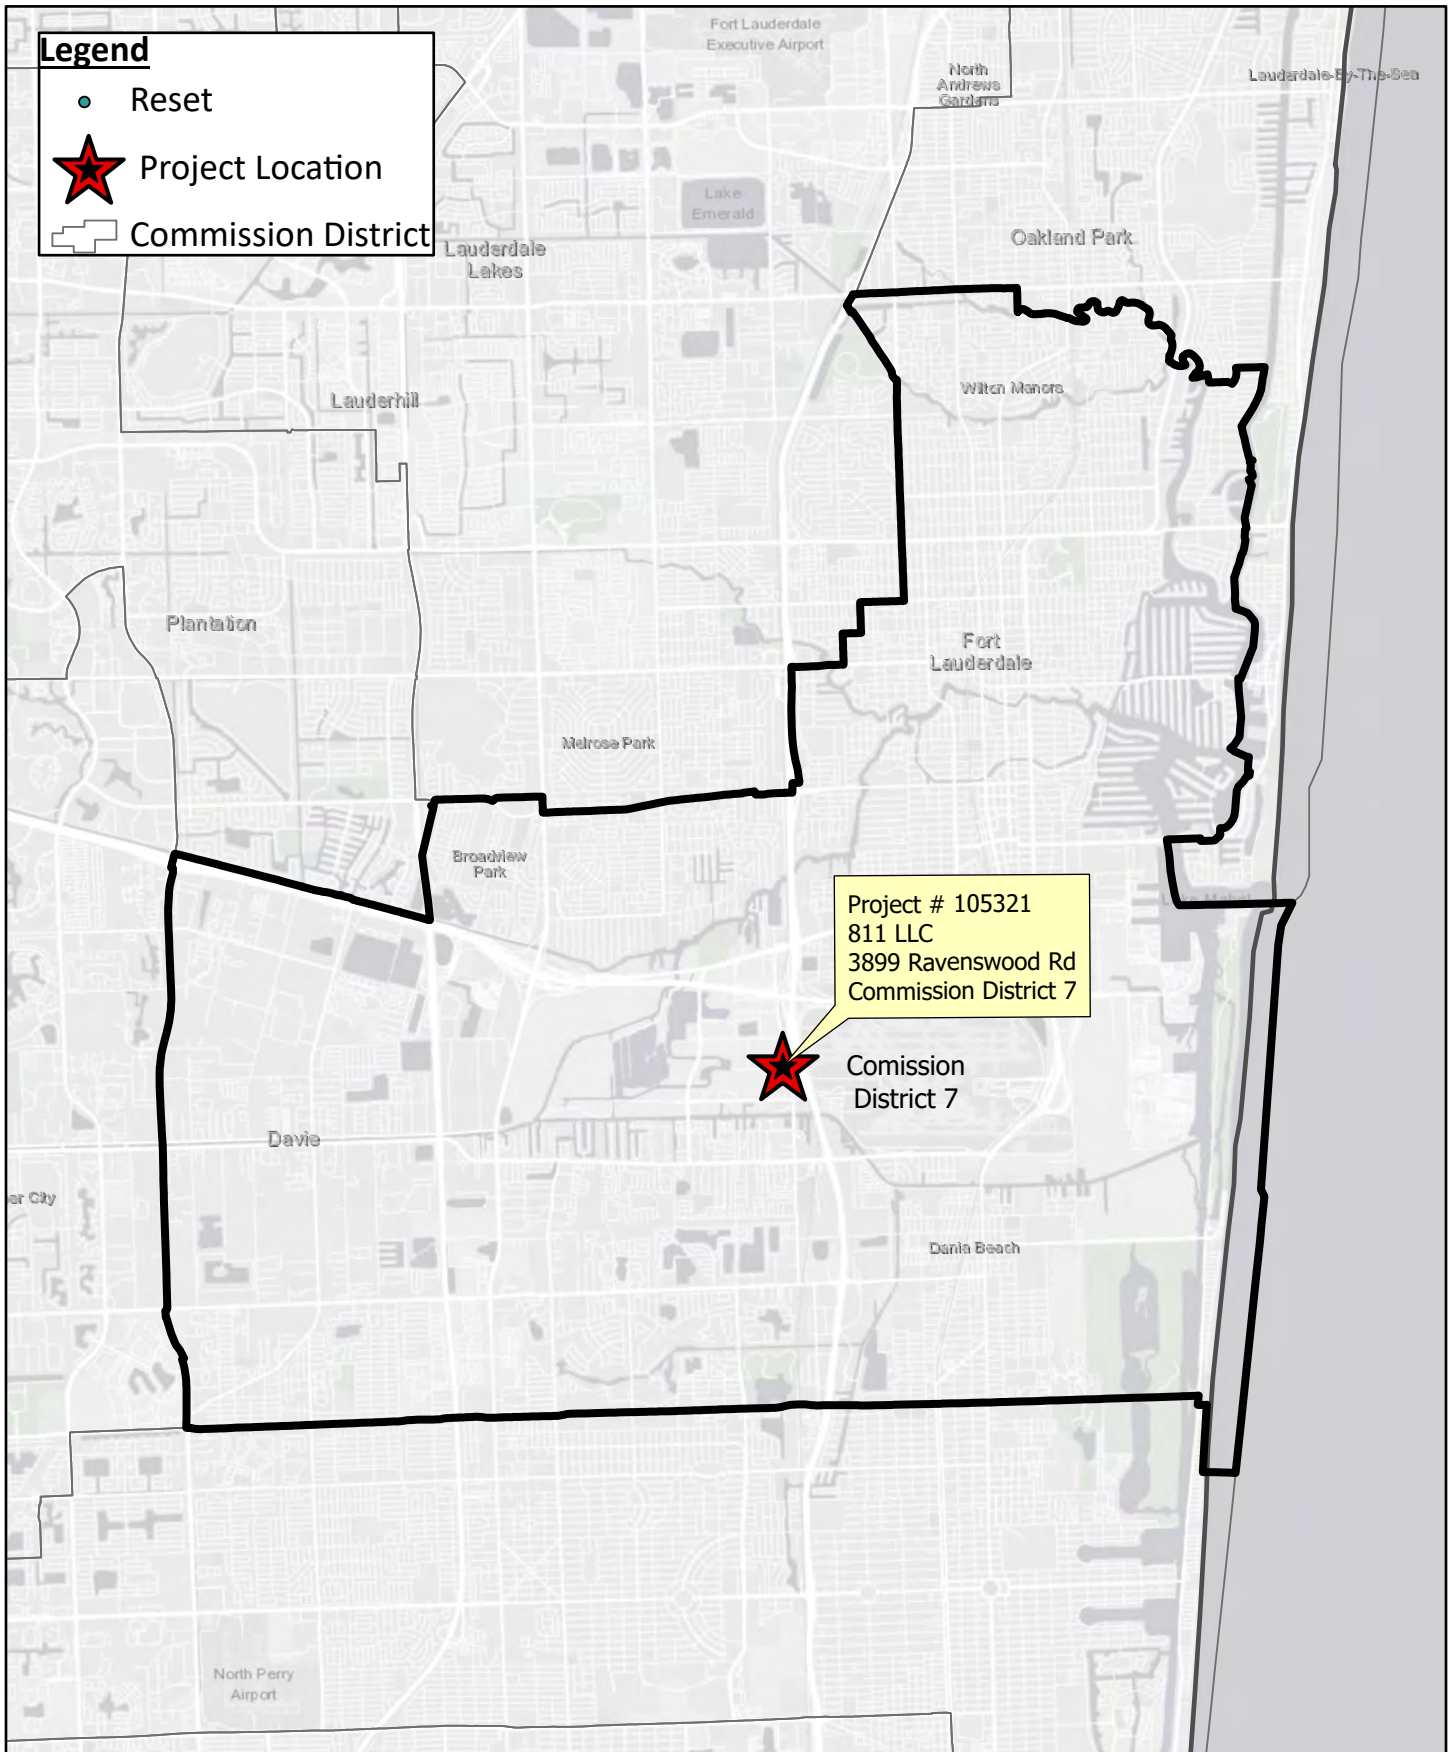 Legend
Reset
Project Location
Commission District
Fort Lauderdale
Executive Airport
North
Andrews
Gardens
Lauderdale-By-The-Sea
Lake
Emerald
Oakland Park
Lauderdale
Lakes
Wilton Manors
Lauderhill
Plantation
Fort
Lauderdale
Melrose Park
Broadview
Park
Project # 105321
811 LLC
3899 Ravenswood Rd
Commission District 7
Comission
District 7
Davie
er City
Dania Beach
North Perry
Airport